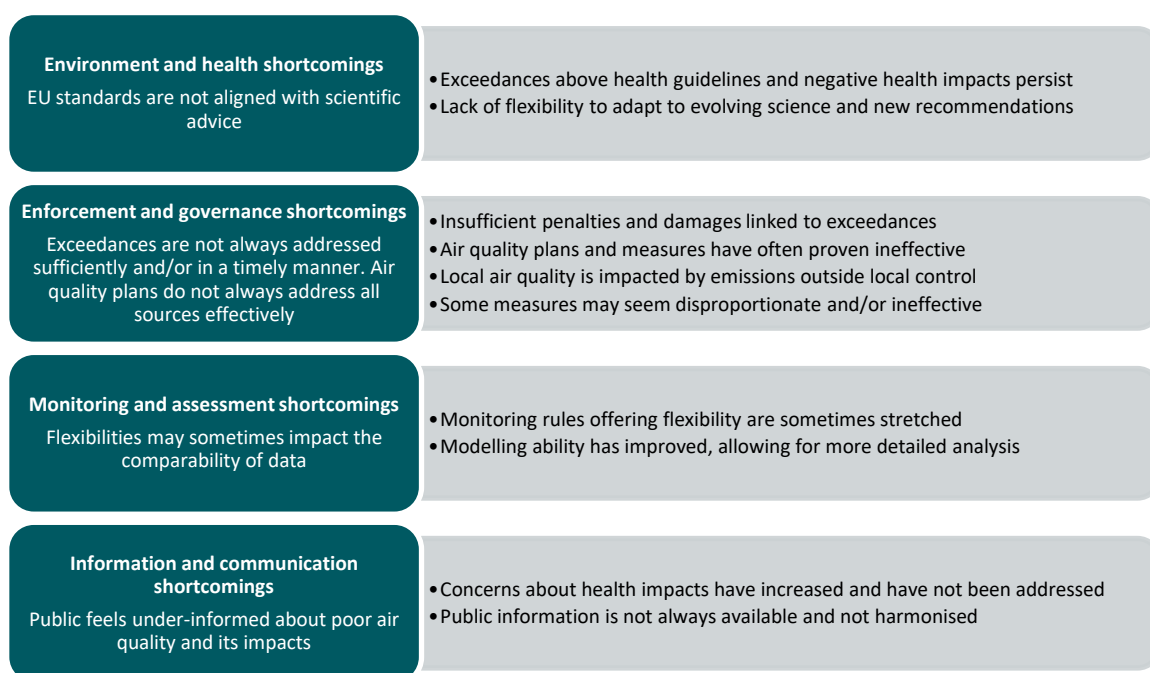 Environment and health shortcomings
EU standards are not aligned with scientific
advice
•Exceedances above health guidelines and negative health impacts persist
•Lack of flexibility to adapt to evolving science and new recommendations
Enforcement and governance shortcomings
Exceedances are not always addressed
sufficiently and/or in a timely manner. Air
quality plans do not always address all
sources effectively
•Insufficient penalties and damages linked to exceedances
•Air quality plans and measures have often proven ineffective
•Local air quality is impacted by emissions outside local control
•Some measures may seem disproportionate and/or ineffective
Monitoring and assessment shortcomings
Flexibilities may sometimes impact the
comparability of data
•Monitoring rules offering flexibility are sometimes stretched
•Modelling ability has improved, allowing for more detailed analysis
Information and communication
shortcomings
Public feels under-informed about poor air
quality and its impacts
•Concerns about health impacts have increased and have not been addressed
•Public information is not always available and not harmonised